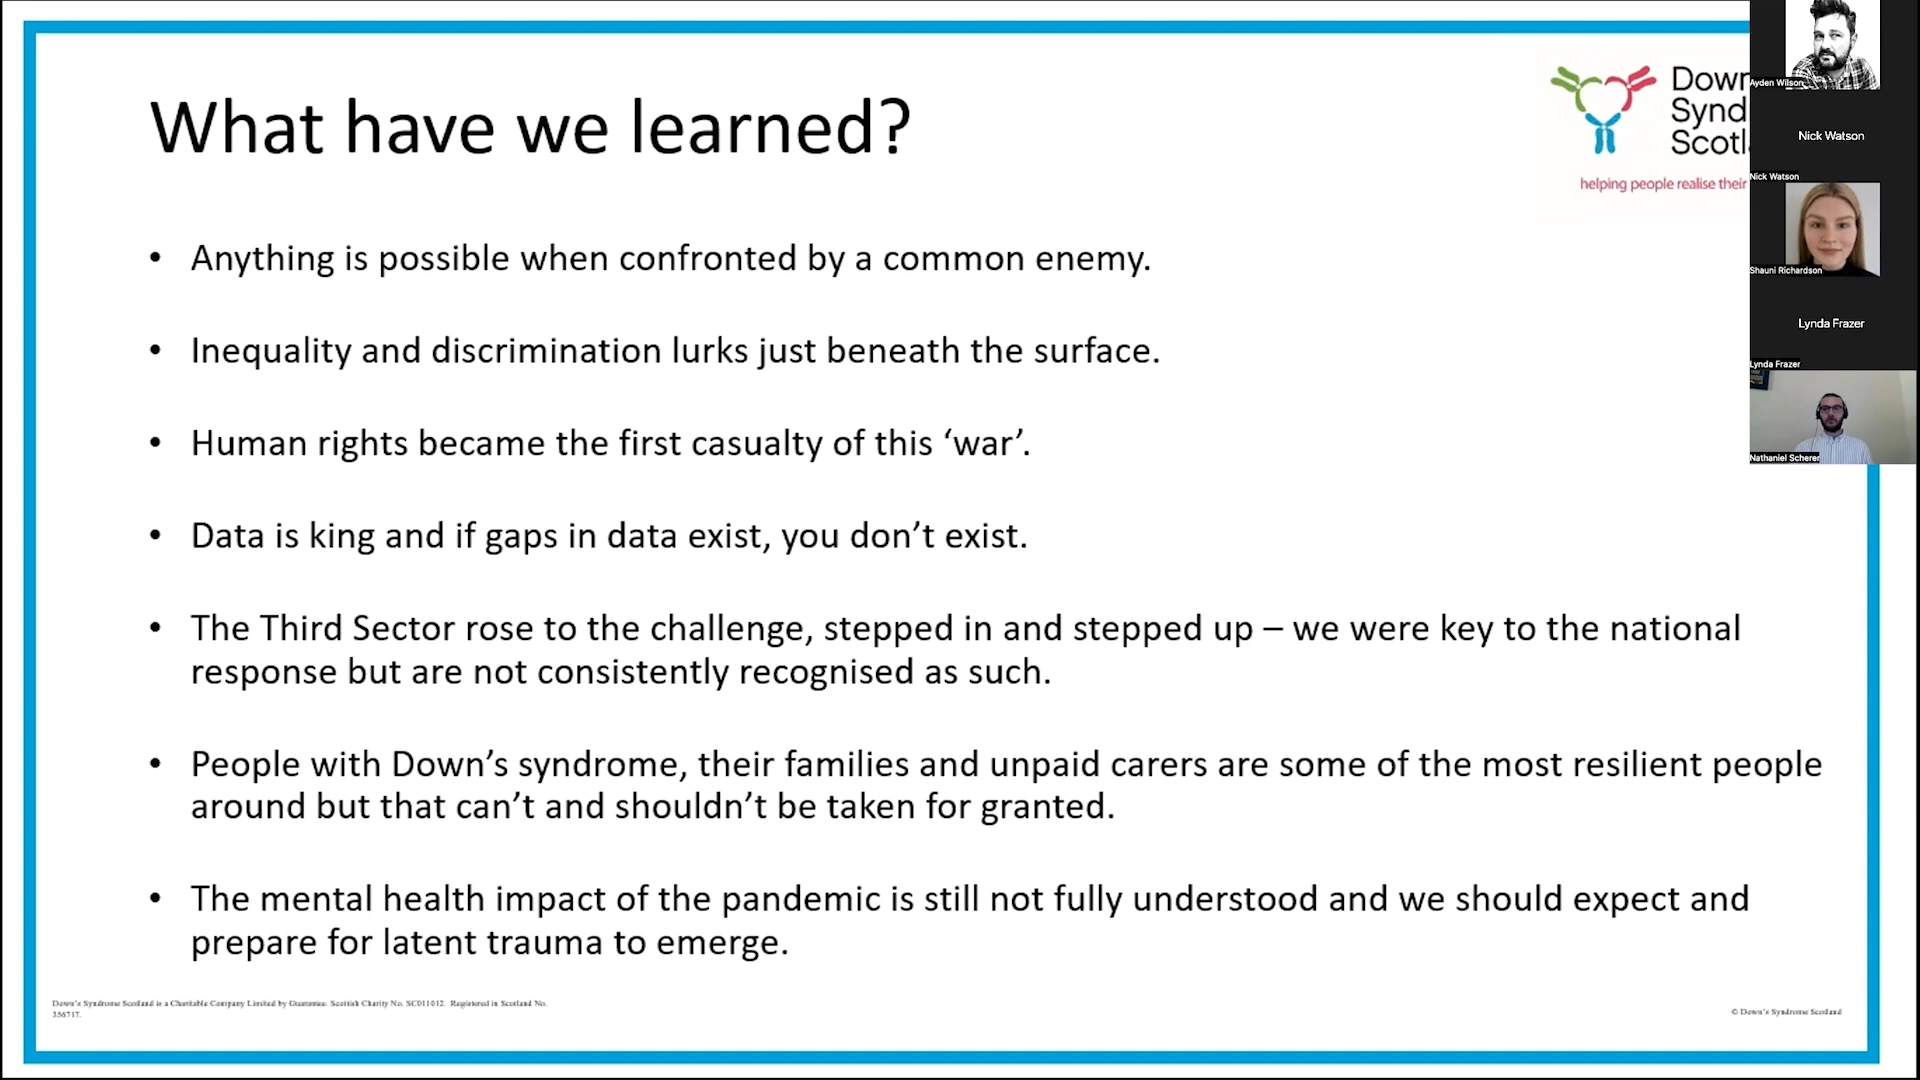 What have we learned?
Down
Synd
Scotl
helping people realise their
• Anything is possible when confronted by a common enemy.
• Inequality and discrimination lurks just beneath the surface.
• Human rights became the first casualty of this ‘war’.
• Data is king and if gaps in data exist, you don’t exist.
• The Third Sector rose to the challenge, stepped in and stepped up – we were key to the national
response but are not consistently recognised as such.
• People with Down’s syndrome, their families and unpaid carers are some of the most resilient people
around but that can’t and shouldn’t be taken for granted.
• The mental health impact of the pandemic is still not fully understood and we should expect and
prepare for latent trauma to emerge.
Down's Syndrome Scotland is a Charitable Company Limited by Guarantee. Scottish Charity No. SC011012. Registered in Scotland No.
356717.
© Down's Syndrome Scotland
Ayden Wilson
Nick Watson
Nick Watson
Shauni Richardson
Lynda Frazer
Lynda Frazer
Nathaniel Scherer